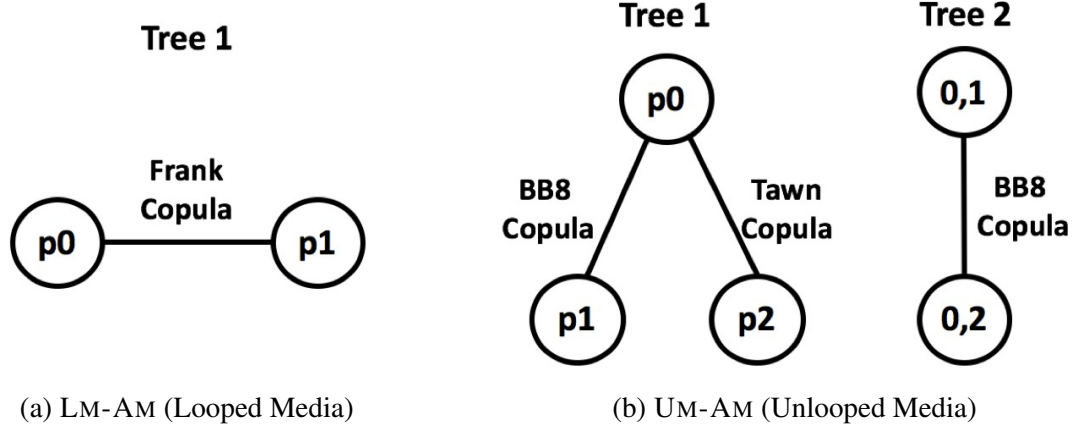 Tree 1
Frank
Copula
p0
p1
(a) LM-AM (Looped Media)
Tree 1
p0
BB8
Copula
Tawn
Copula
p1
p2
Tree 2
0,1
BB8
Copula
0,2
(b) UM-AM (Unlooped Media)